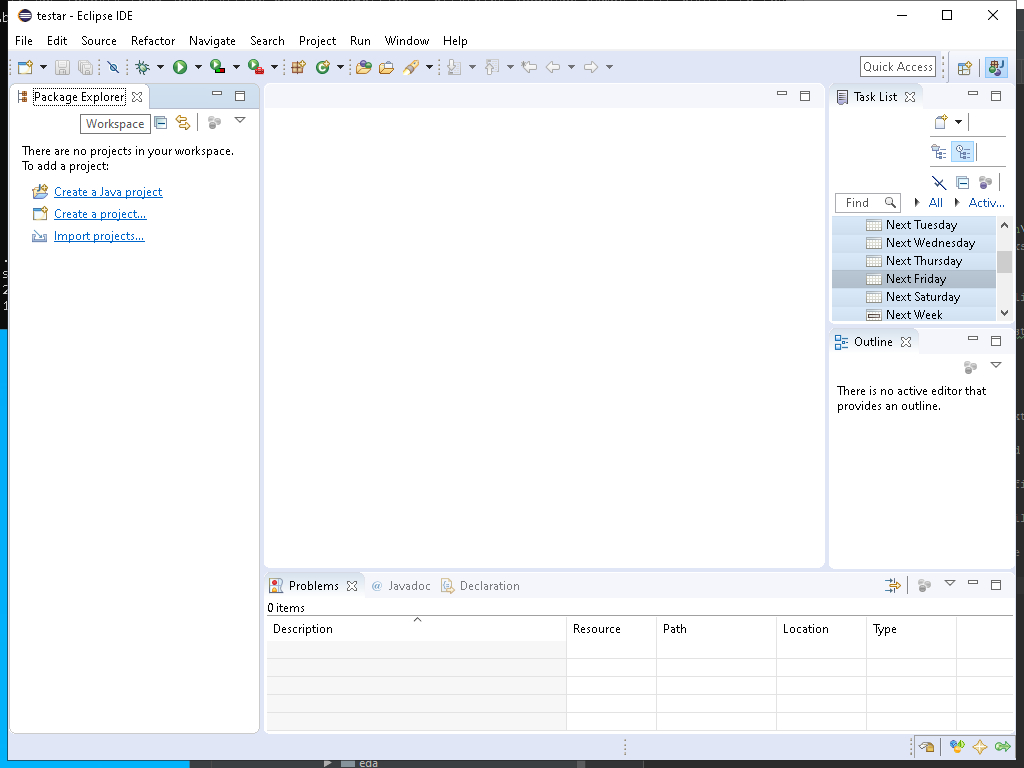 testar - Eclipse IDE
File Edit Source Refactor Navigate Search Project Run Window Help
Quick Access
Package Explorer
Workspace
There are no projects in your workspace.
To add a project:
Create a Java project
Create a project...
Import projects...
Task List
Find
All
Activ...
Next Tuesday
Next Wednesday
Next Thursday
Next Friday
Next Saturday
Next Week
Outline
There is no active editor that
provides an outline.
Problems
@ Javadoc
Declaration
0 items
Description Resource Path Location Type
eda